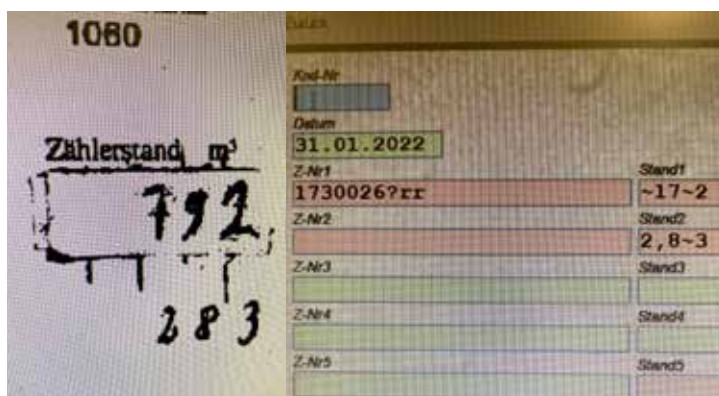 1060
Zählerstand m³
792
283
Zurück
Knd-Nr
Datum
31.01.2022
Z-Nr1 Stand1
1730026?rr ~17~2
Z-Nr2 Stand2
2,8~3
Z-Nr3 Stand3
Z-Nr4 Stand4
Z-Nr5 Stand5